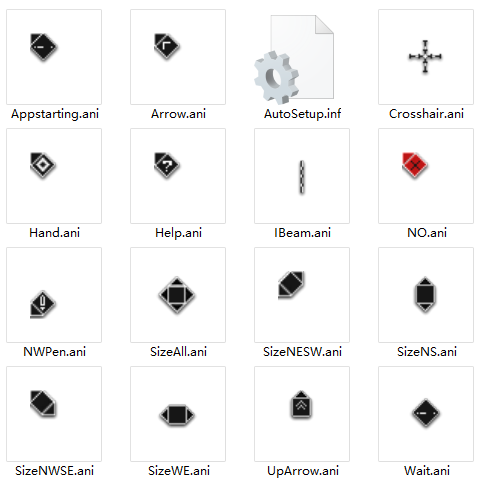 Appstarting.ani
Arrow.ani
AutoSetup.inf
Crosshair.ani
Hand.ani
Help.ani
IBeam.ani
NO.ani
NWPen.ani
SizeAll.ani
SizeNESW.ani
SizeNS.ani
SizeNWSE.ani
SizeWE.ani
UpArrow.ani
Wait.ani